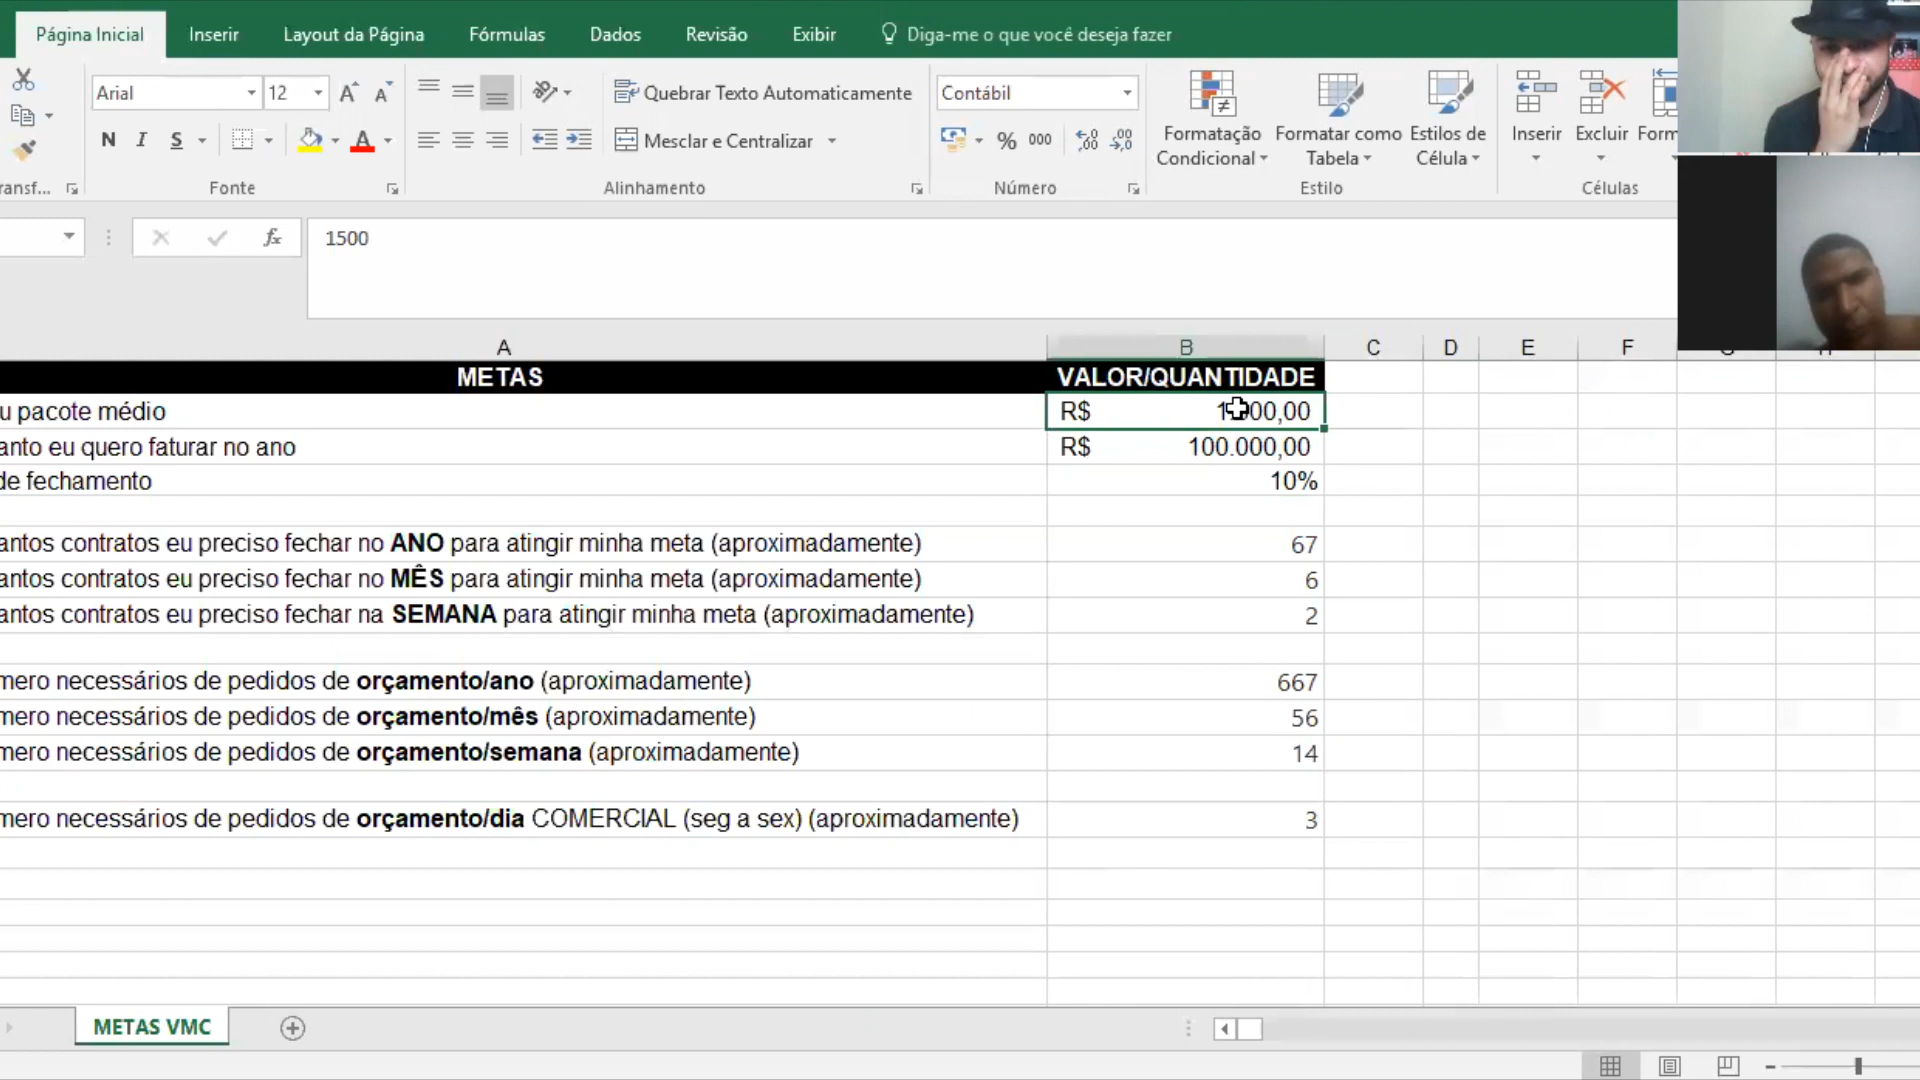 Página Inicial Inserir Layout da Página Fórmulas Dados Revisão Exibir Diga-me o que você deseja fazer
Arial 12 Quebrar Texto Automaticamente Contábil
N I S A Mesclar e Centralizar % 000 Formatação Condicional Formatar como Tabela Estilos de Célula Inserir Excluir Form
ransf... Fonte Alinhamento Número Estilo Células
fx 1500
A B C D E F
METAS VALOR/QUANTIDADE
u pacote médio R$
anto eu quero faturar no ano R$ 100.000,00
de fechamento 10%
antos contratos eu preciso fechar no ANO para atingir minha meta (aproximadamente) 67
antos contratos eu preciso fechar no MÊS para atingir minha meta (aproximadamente) 6
antos contratos eu preciso fechar na SEMANA para atingir minha meta (aproximadamente) 2
mero necessários de pedidos de orçamento/ano (aproximadamente) 667
mero necessários de pedidos de orçamento/mês (aproximadamente) 56
mero necessários de pedidos de orçamento/semana (aproximadamente) 14
mero necessários de pedidos de orçamento/dia COMERCIAL (seg a sex) (aproximadamente) 3
METAS VMC